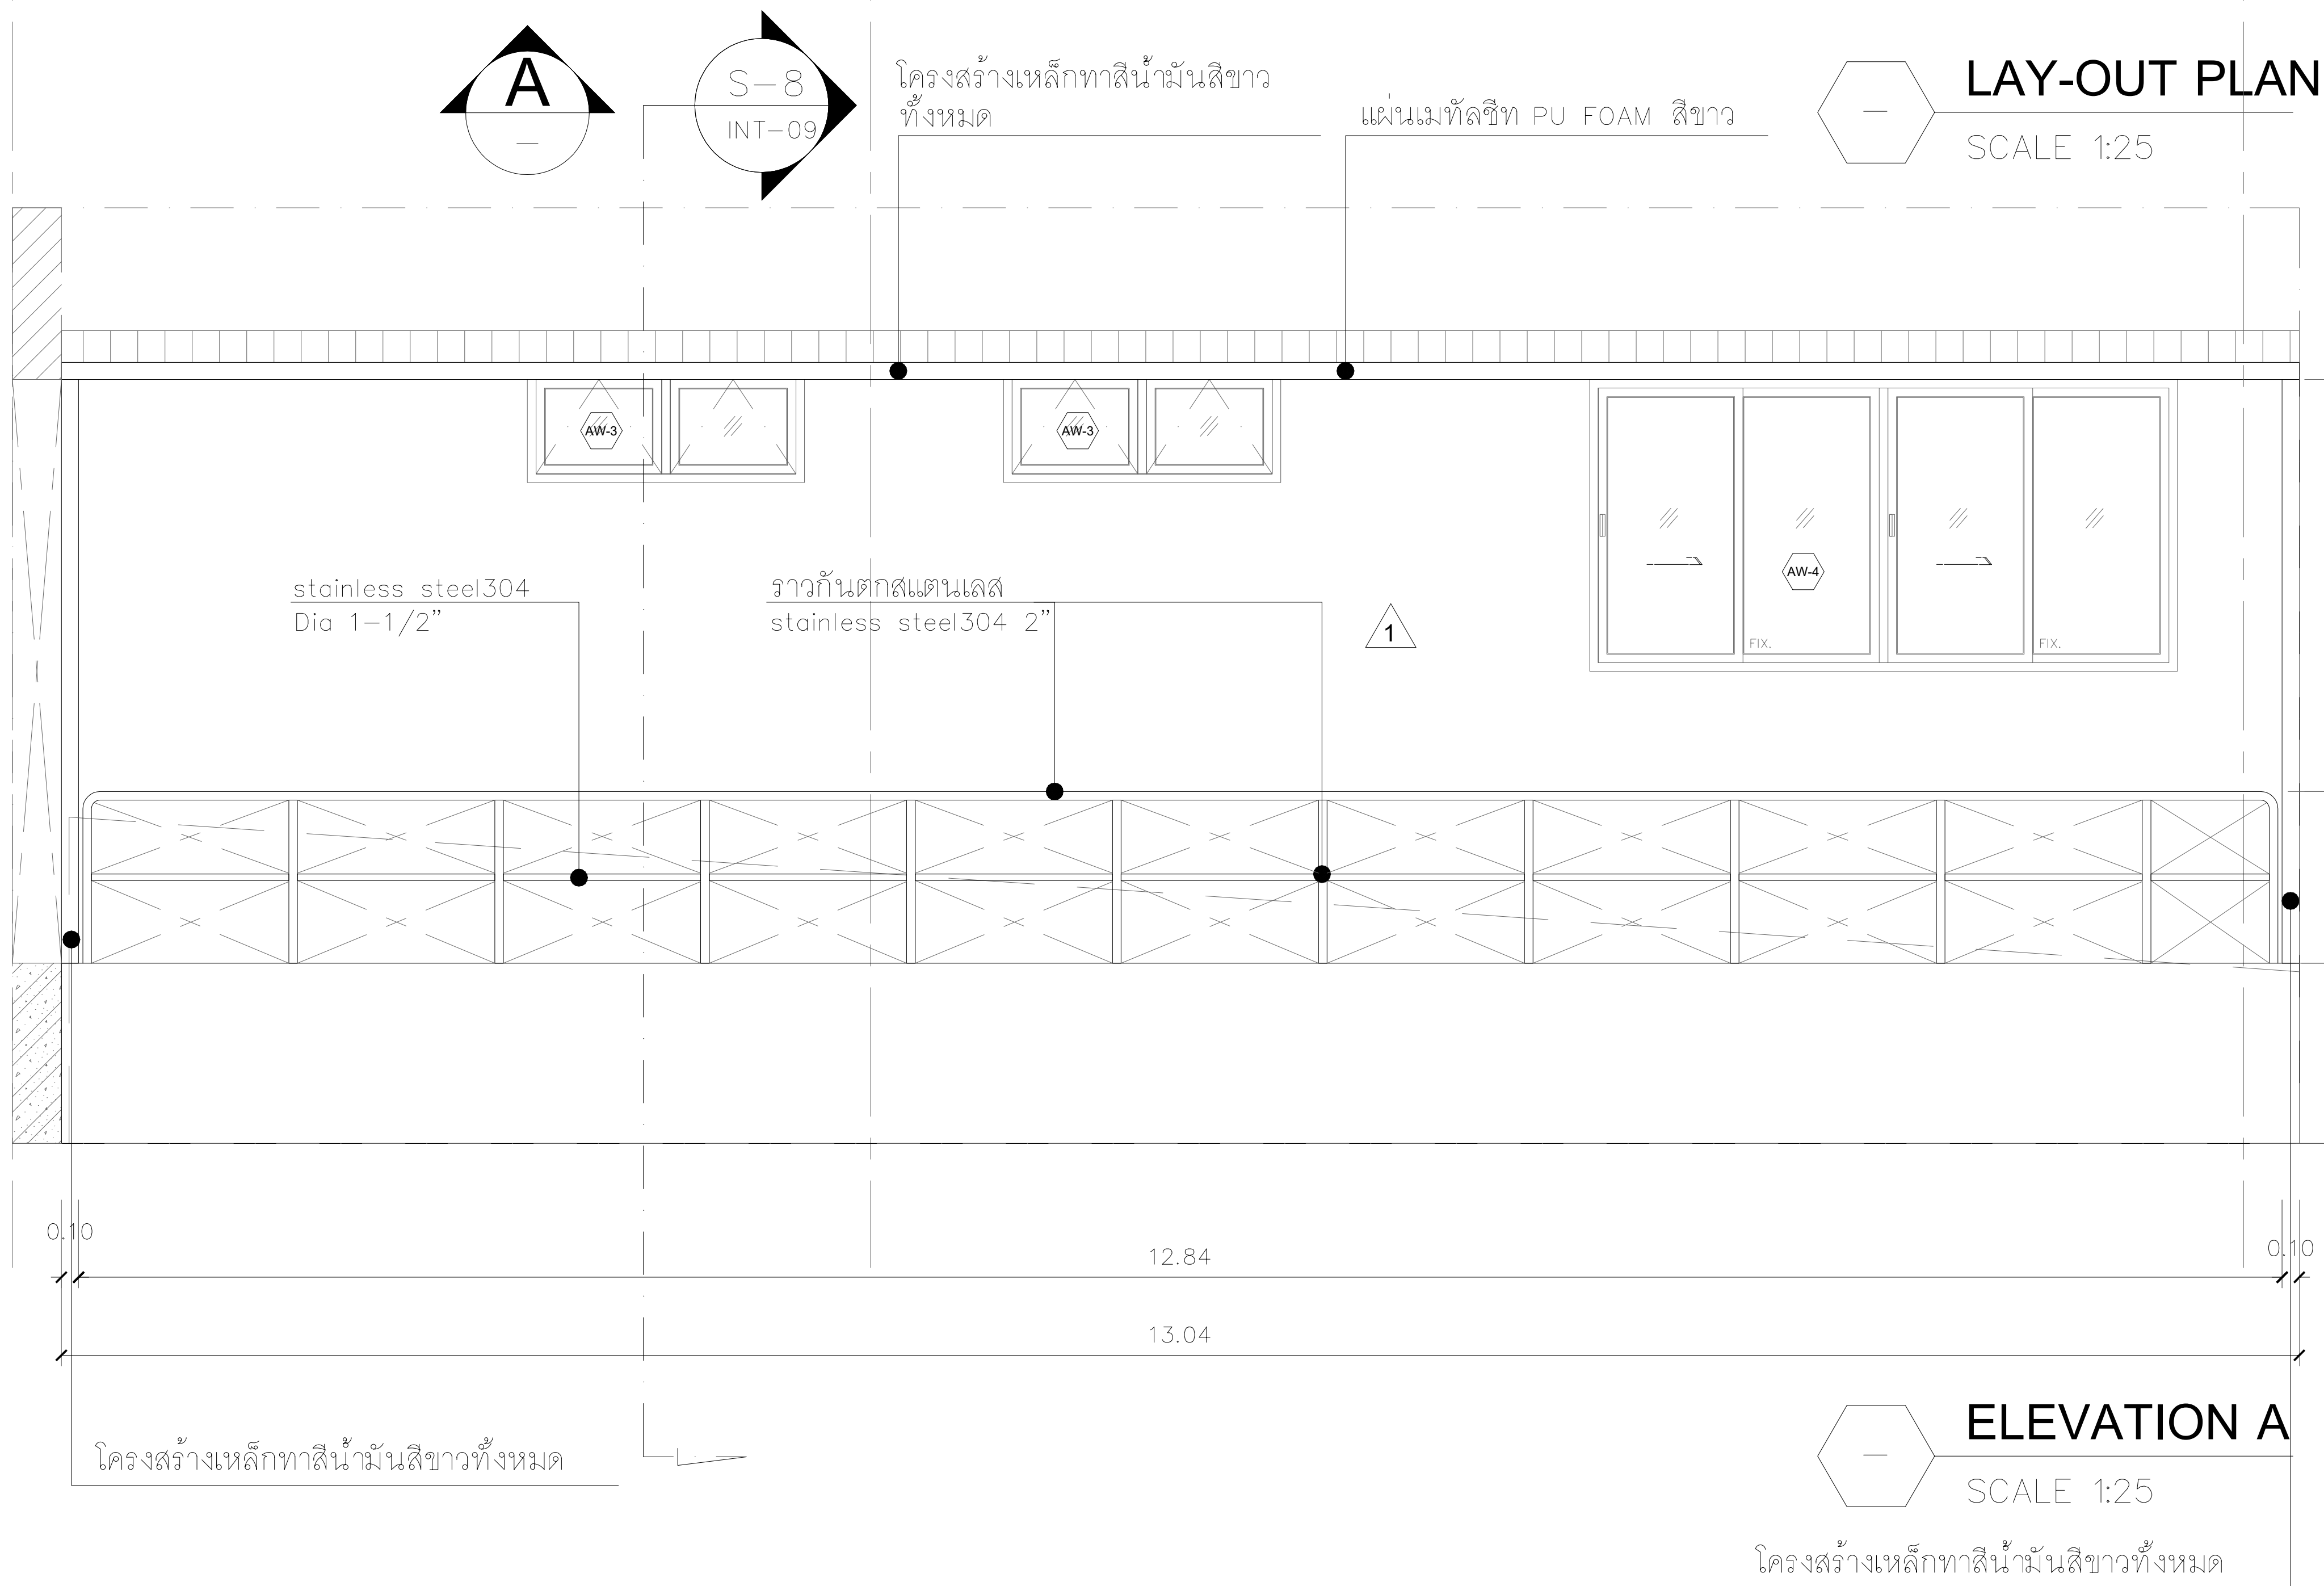 A
S-8
INT-09
โครงสร้างเหล็กทาสีน้ำมันสีขาว
ทั้งหมด
แผ่นเมทัลชีท PU FOAM สีขาว
LAY-OUT PLAN
SCALE 1:25
AW-3
AW-3
AW-4
FIX.
FIX.
stainless steel304
Dia 1-1/2"
ราวกันตกสแตนเลส
stainless steel304 2"
1
0.10
12.84
0.10
13.04
โครงสร้างเหล็กทาสีน้ำมันสีขาวทั้งหมด
ELEVATION A
SCALE 1:25
โครงสร้างเหล็กทาสีน้ำมันสีขาวทั้งหมด